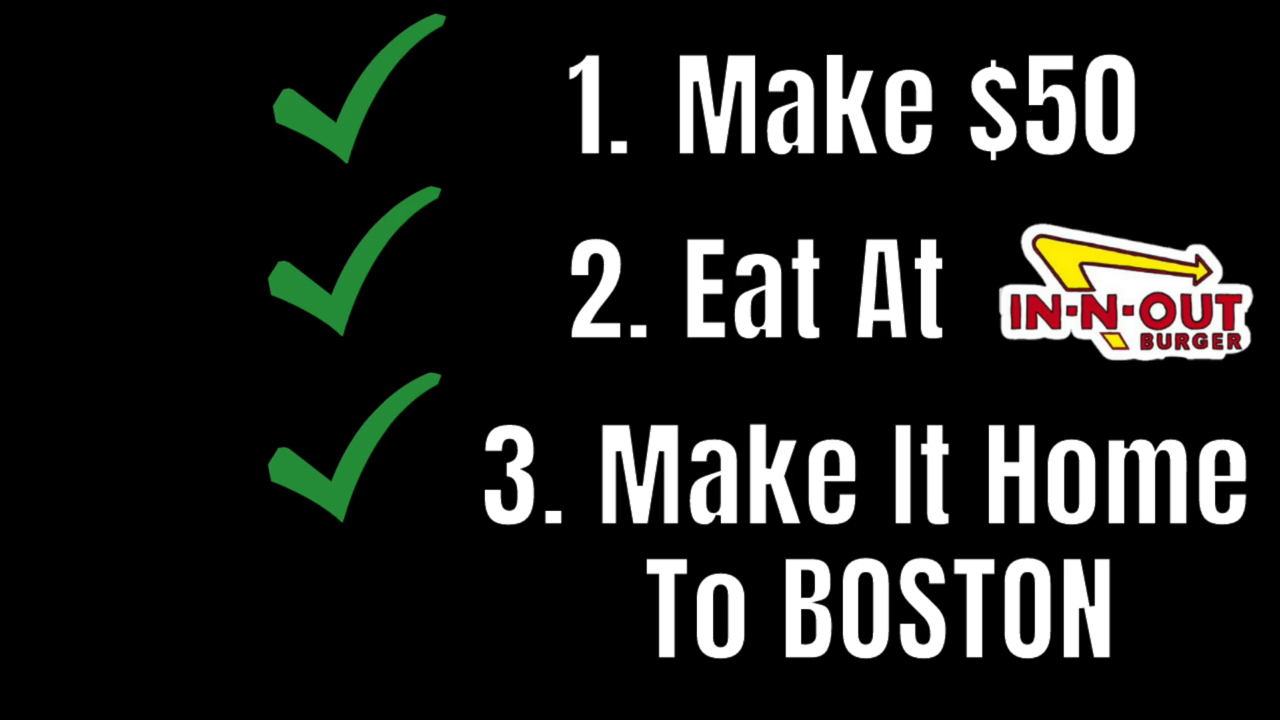 1. Make $50
2. Eat At IN-N-OUT
BURGER
3. Make It Home
To BOSTON